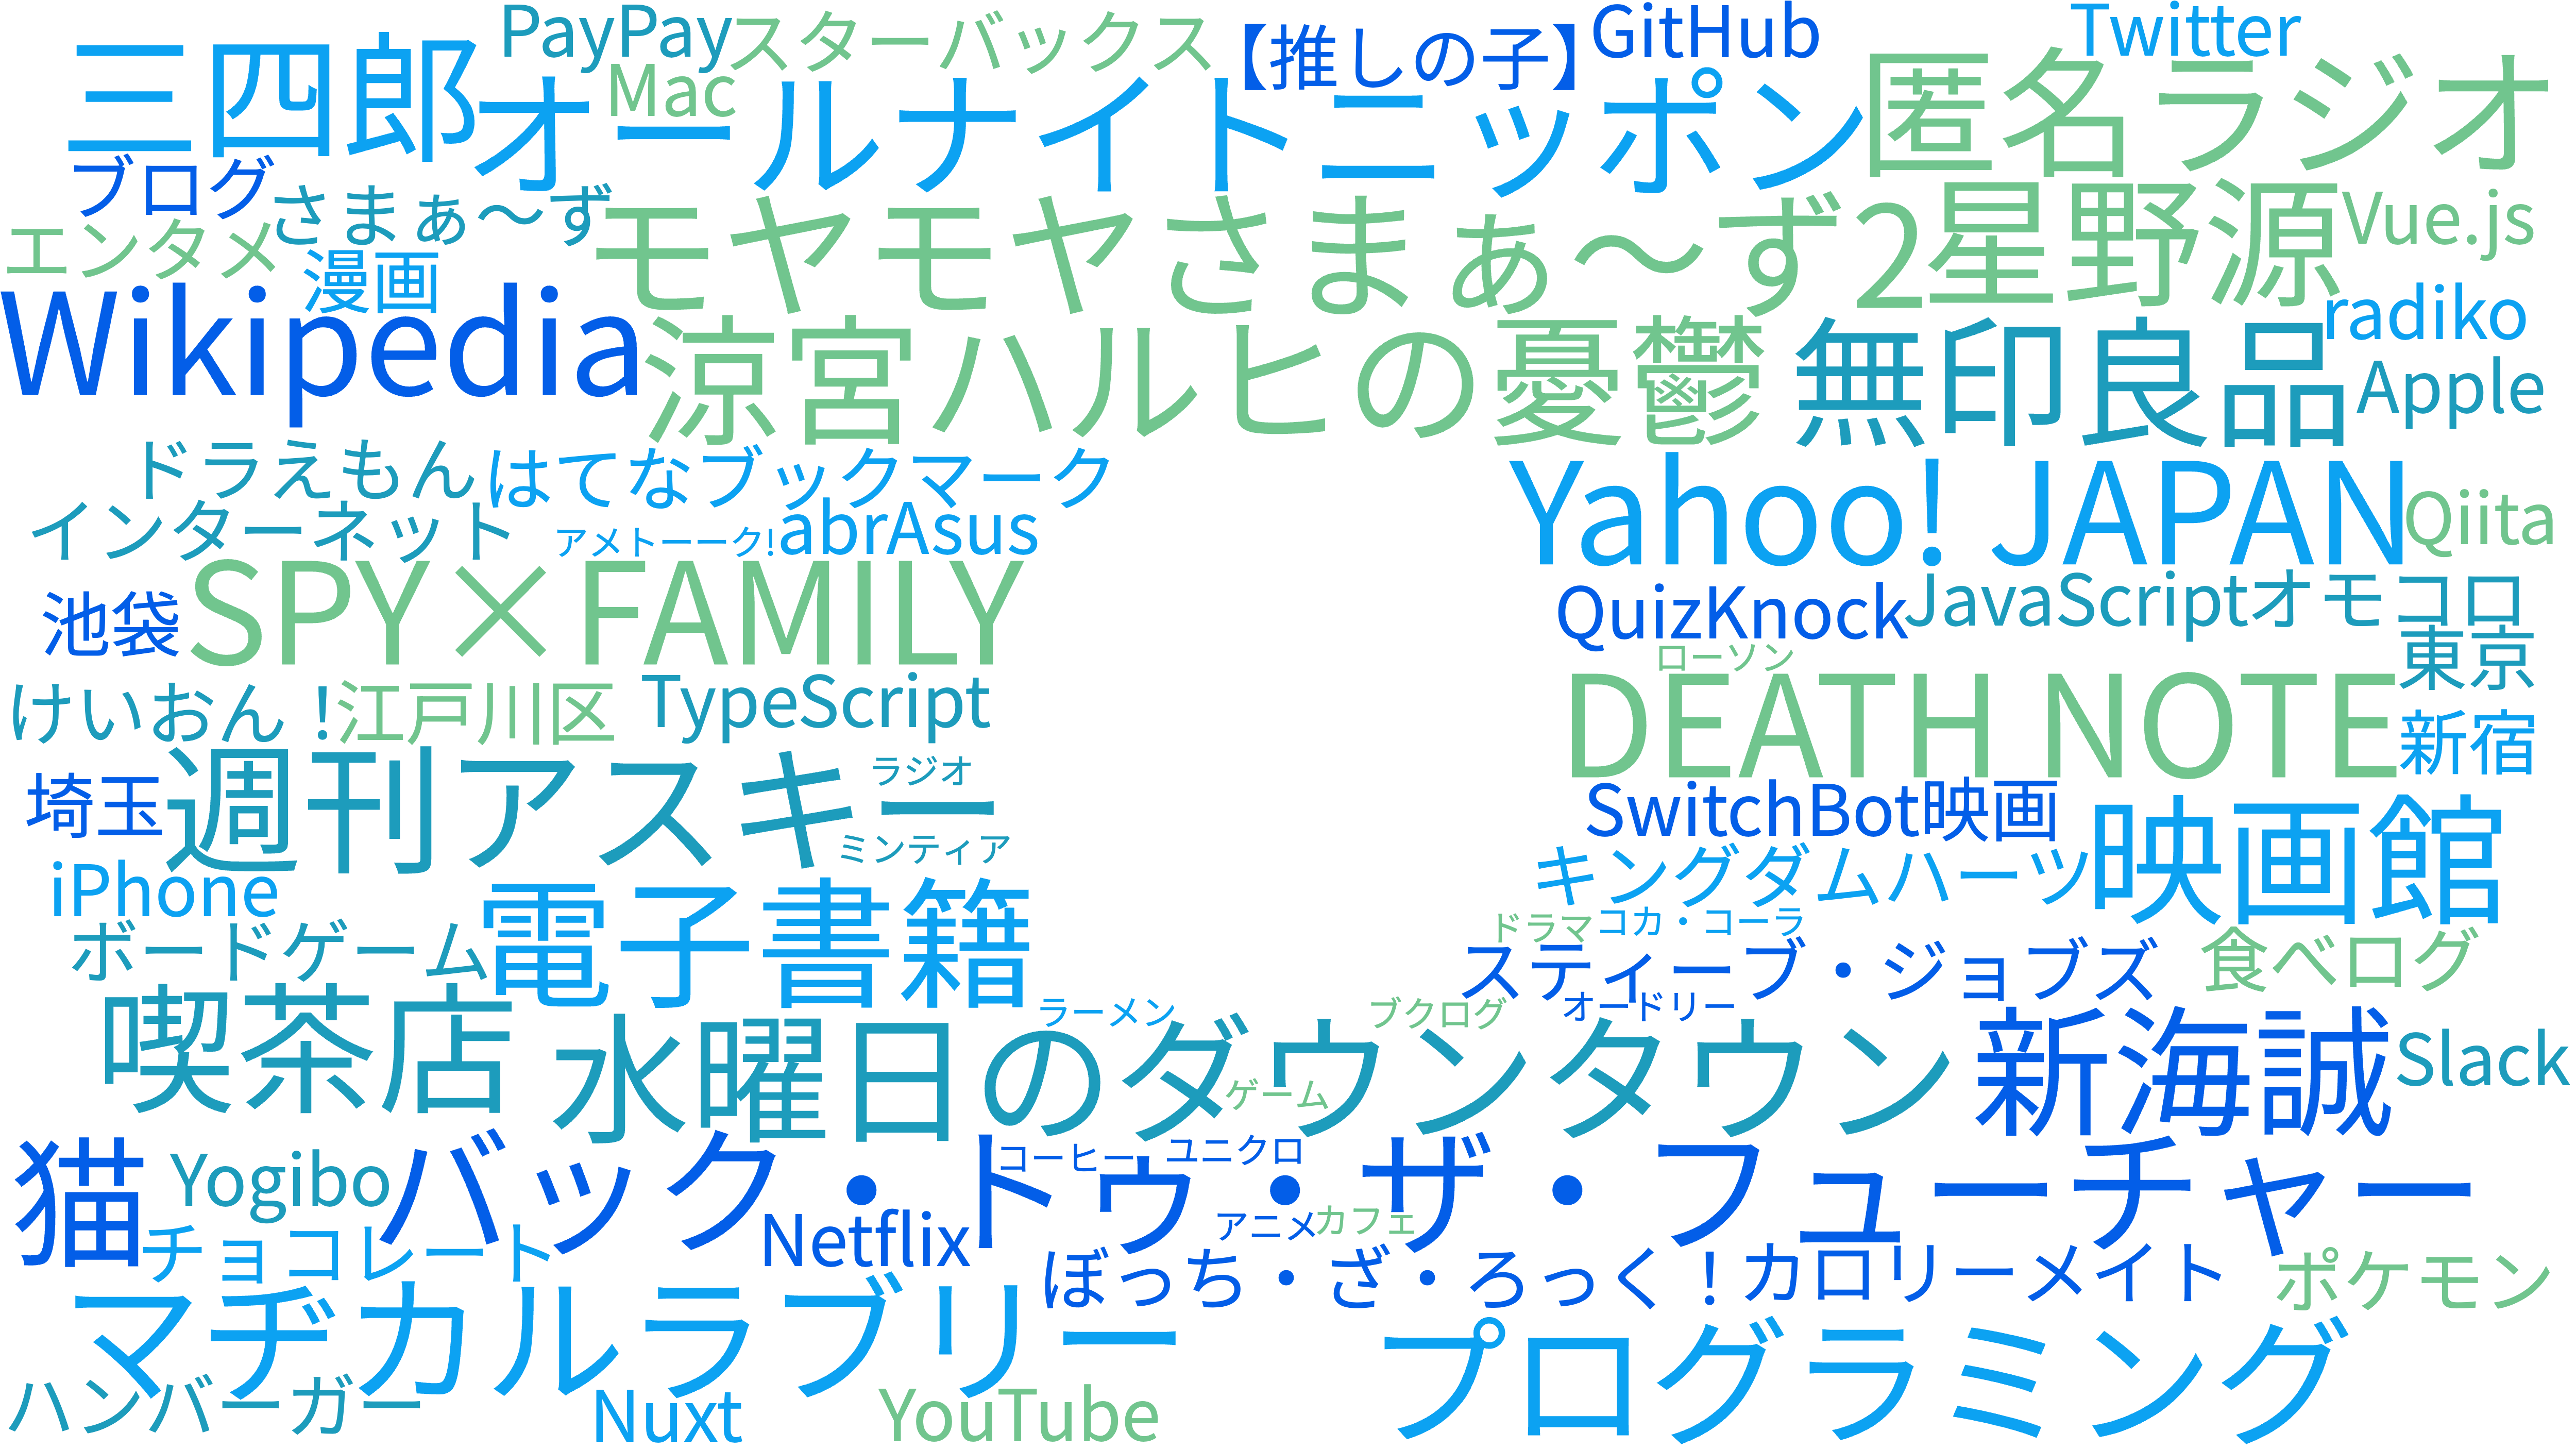 PayPay
スターバックス
【推しの子】
GitHub
Twitter
三四郎
Mac
オールナイトニッポン
匿名ラジオ
ブログ
さまぁ～ず
モヤモヤさまぁ～ず2
星野源
Vue.js
エンタメ
漫画
Wikipedia
涼宮ハルヒの憂鬱
無印良品
radiko
Apple
ドラえもん
はてなブックマーク
Yahoo! JAPAN
Qiita
インターネット
アメトーーク!
abrAsus
池袋
SPY×FAMILY
QuizKnock
JavaScript
オモコロ
ローソン
東京
けいおん！
江戸川区
TypeScript
DEATH NOTE
新宿
埼玉
週刊アスキー
ラジオ
ミンティア
SwitchBot
映画
映画館
iPhone
電子書籍
キングダムハーツ
ドラマ
コカ・コーラ
ボードゲーム
スティーブ・ジョブズ
食べログ
喫茶店
ラーメン
ブクログ
オードリー
水曜日のダウンタウン
新海誠
Slack
ゲーム
猫
Yogibo
バック・トゥ・ザ・フューチャー
コーヒー
ユニクロ
チョコレート
Netflix
アニメ
カフェ
ぼっち・ざ・ろっく！
カロリーメイト
ポケモン
マヂカルラブリー
プログラミング
ハンバーガー
Nuxt
YouTube